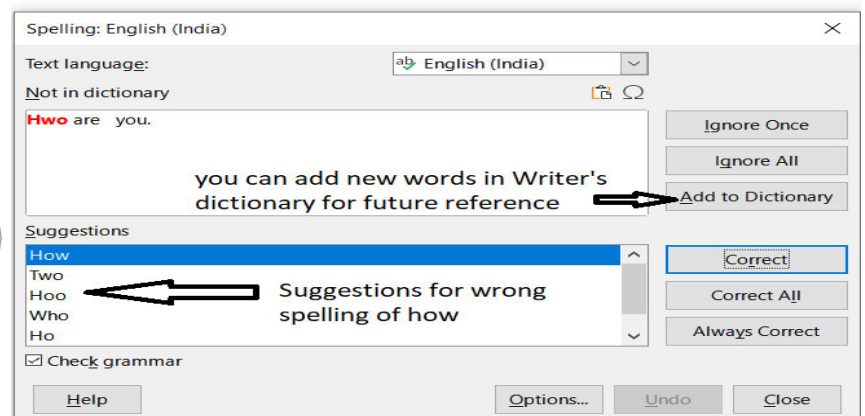 Spelling: English (India)
Text language: English (India)
Not in dictionary
Hwo are you.
Ignore Once
Ignore All
you can add new words in Writer's
dictionary for future reference
Add to Dictionary
Suggestions
How
Two
Hoo
Who
Ho
Suggestions for wrong
spelling of how
Correct
Correct All
Always Correct
Check grammar
Help Options... Undo Close